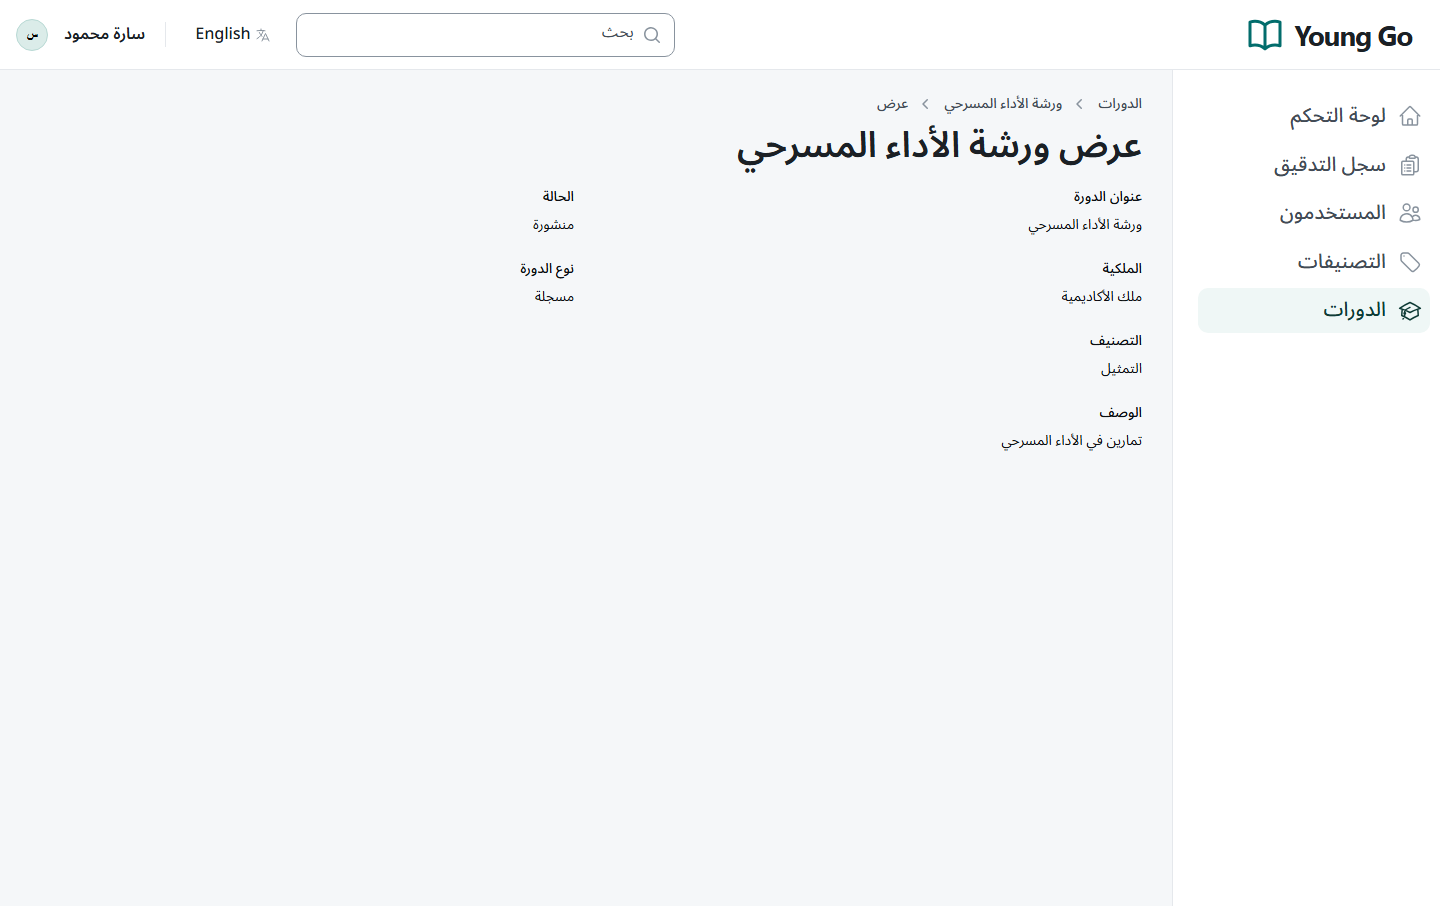 Young Go
بحث
English
سارة محمود
س
لوحة التحكم
سجل التدقيق
المستخدمون
التصنيفات
الدورات
الدورات
ورشة الأداء المسرحي
عرض
عرض ورشة الأداء المسرحي
عنوان الدورة
ورشة الأداء المسرحي
الحالة
منشورة
الملكية
ملك الأكاديمية
نوع الدورة
مسجلة
التصنيف
التمثيل
الوصف
تمارين في الأداء المسرحي